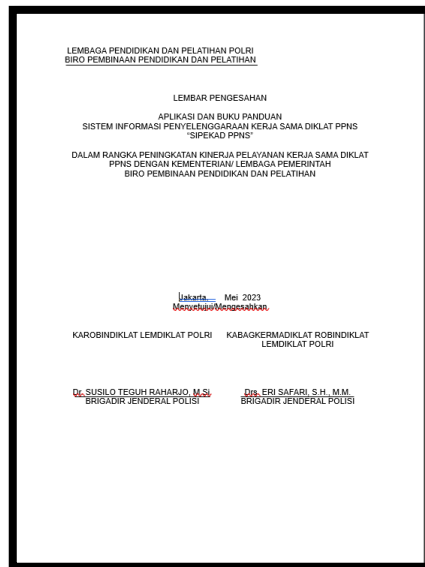 LEMBAGA PENDIDIKAN DAN PELATIHAN POLRI
BIRO PEMBINAAN PENDIDIKAN DAN PELATIHAN
LEMBAR PENGESAHAN
APLIKASI DAN BUKU PANDUAN
SISTEM INFORMASI PENYELENGGARAAN KERJA SAMA DIKLAT PPNS
"SIPEKAD PPNS"
DALAM RANGKA PENINGKATAN KINERJA PELAYANAN KERJA SAMA DIKLAT
PPNS DENGAN KEMENTERIAN/ LEMBAGA PEMERINTAH
BIRO PEMBINAAN PENDIDIKAN DAN PELATIHAN
Jakarta, Mei 2023
Menyetujui/Mengesahkan
KAROBINDIKLAT LEMDIKLAT POLRI
KABAGKERMADIKLAT ROBINDIKLAT
LEMDIKLAT POLRI
Dr. SUSILO TEGUH RAHARJO, M.Si
BRIGADIR JENDERAL POLISI
Drs. ERI SAFARI, S.H., M.M.
BRIGADIR JENDERAL POLISI